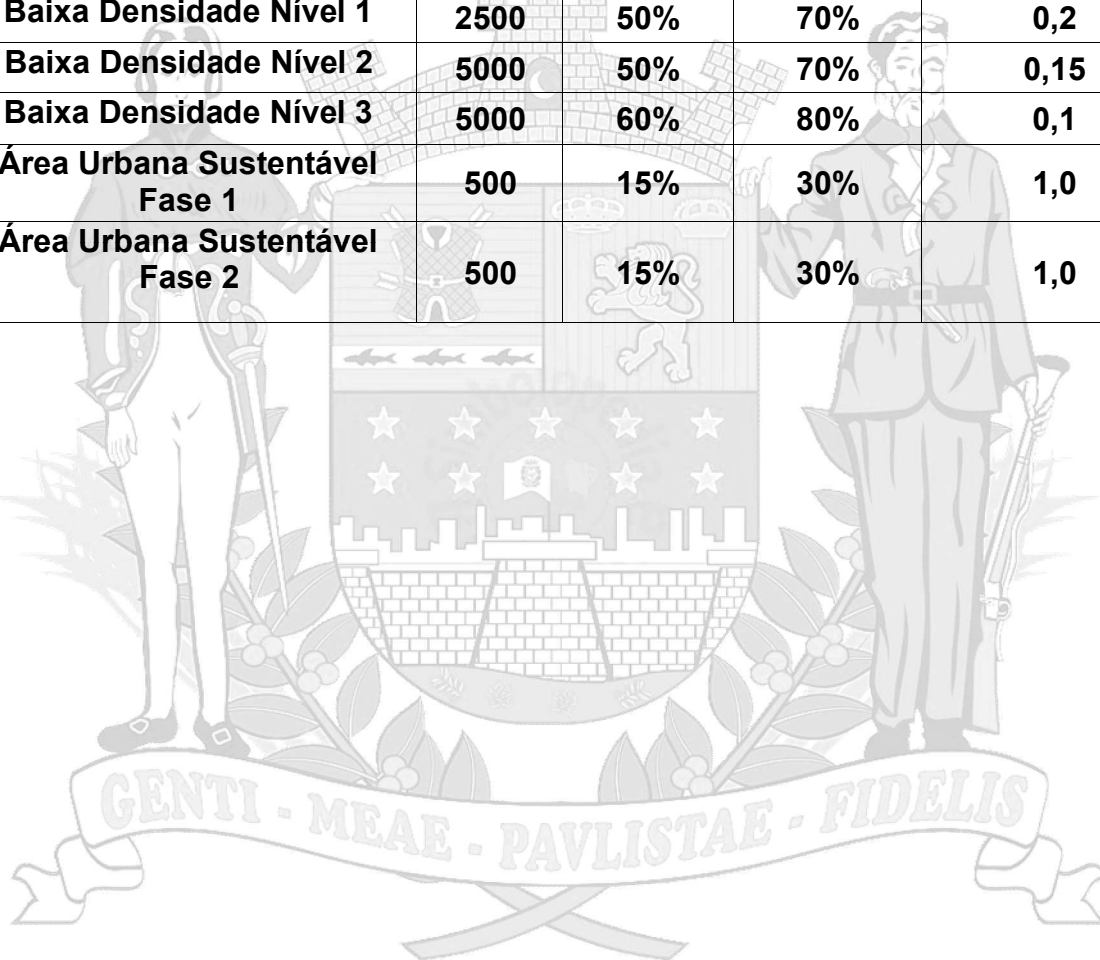 Baixa Densidade Nível 1 2500 50% 70% 0,2
Baixa Densidade Nível 2 5000 50% 70% 0,15
Baixa Densidade Nível 3 5000 60% 80% 0,1
Área Urbana Sustentável
Fase 1 500 15% 30% 1,0
Área Urbana Sustentável
Fase 2 500 15% 30% 1,0
GENTI - MEAE - PAVLISTAE - FIDELIS